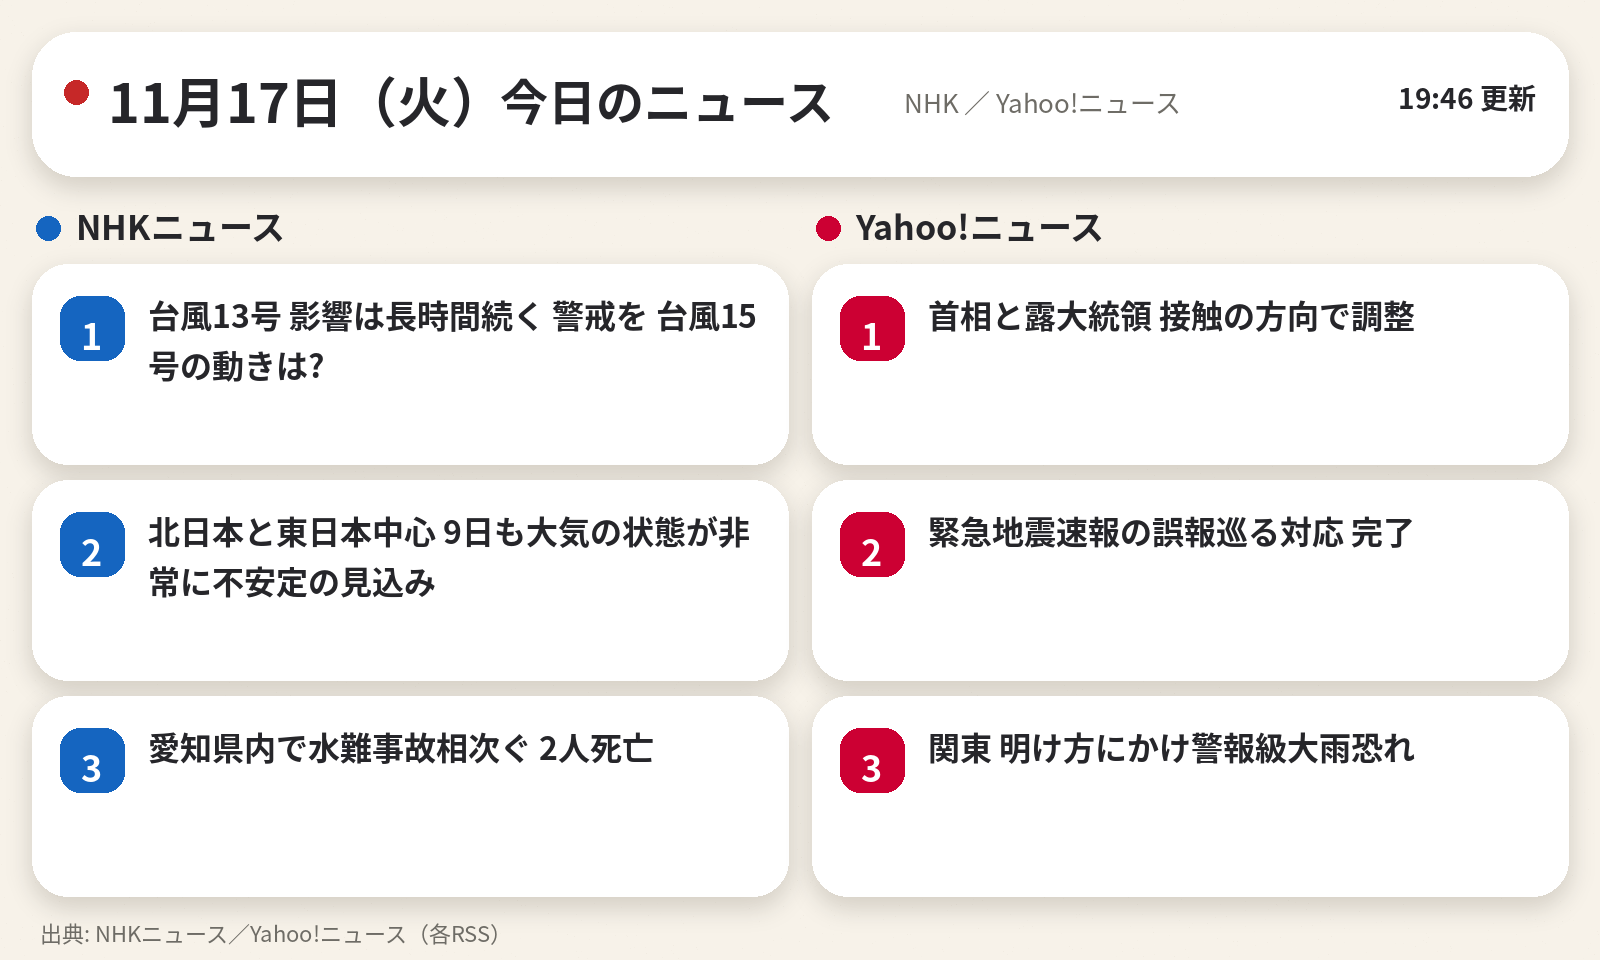 11月17日（火）今日のニュース
NHK ／ Yahoo!ニュース
19:46 更新
NHKニュース
1
台風13号 影響は長時間続く 警戒を 台風15
号の動きは?
2
北日本と東日本中心 9日も大気の状態が非
常に不安定の見込み
3
愛知県内で水難事故相次ぐ 2人死亡
Yahoo!ニュース
1
首相と露大統領 接触の方向で調整
2
緊急地震速報の誤報巡る対応 完了
3
関東 明け方にかけ警報級大雨恐れ
出典: NHKニュース／Yahoo!ニュース（各RSS）